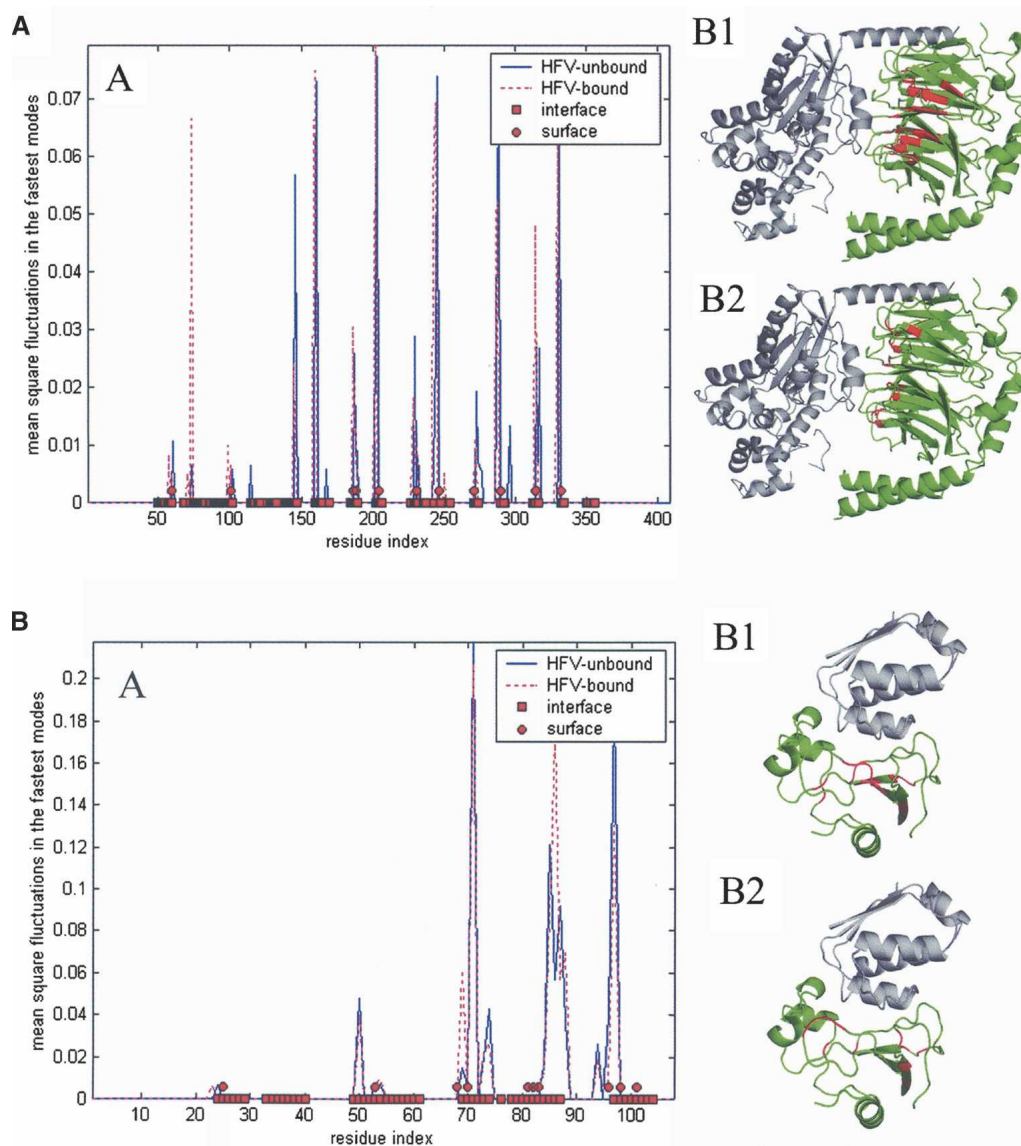 A
A
HFV-unbound
HFV-bound
interface
surface
mean square fluctuations in the fastest modes
0.07
0.06
0.05
0.04
0.03
0.02
0.01
0
50 100 150 200 250 300 350 400
residue index
B1
B2
B
A
HFV-unbound
HFV-bound
interface
surface
mean square fluctuations in the fastest modes
0.2
0.18
0.16
0.14
0.12
0.1
0.08
0.06
0.04
0.02
0
10 20 30 40 50 60 70 80 90 100
residue index
B1
B2